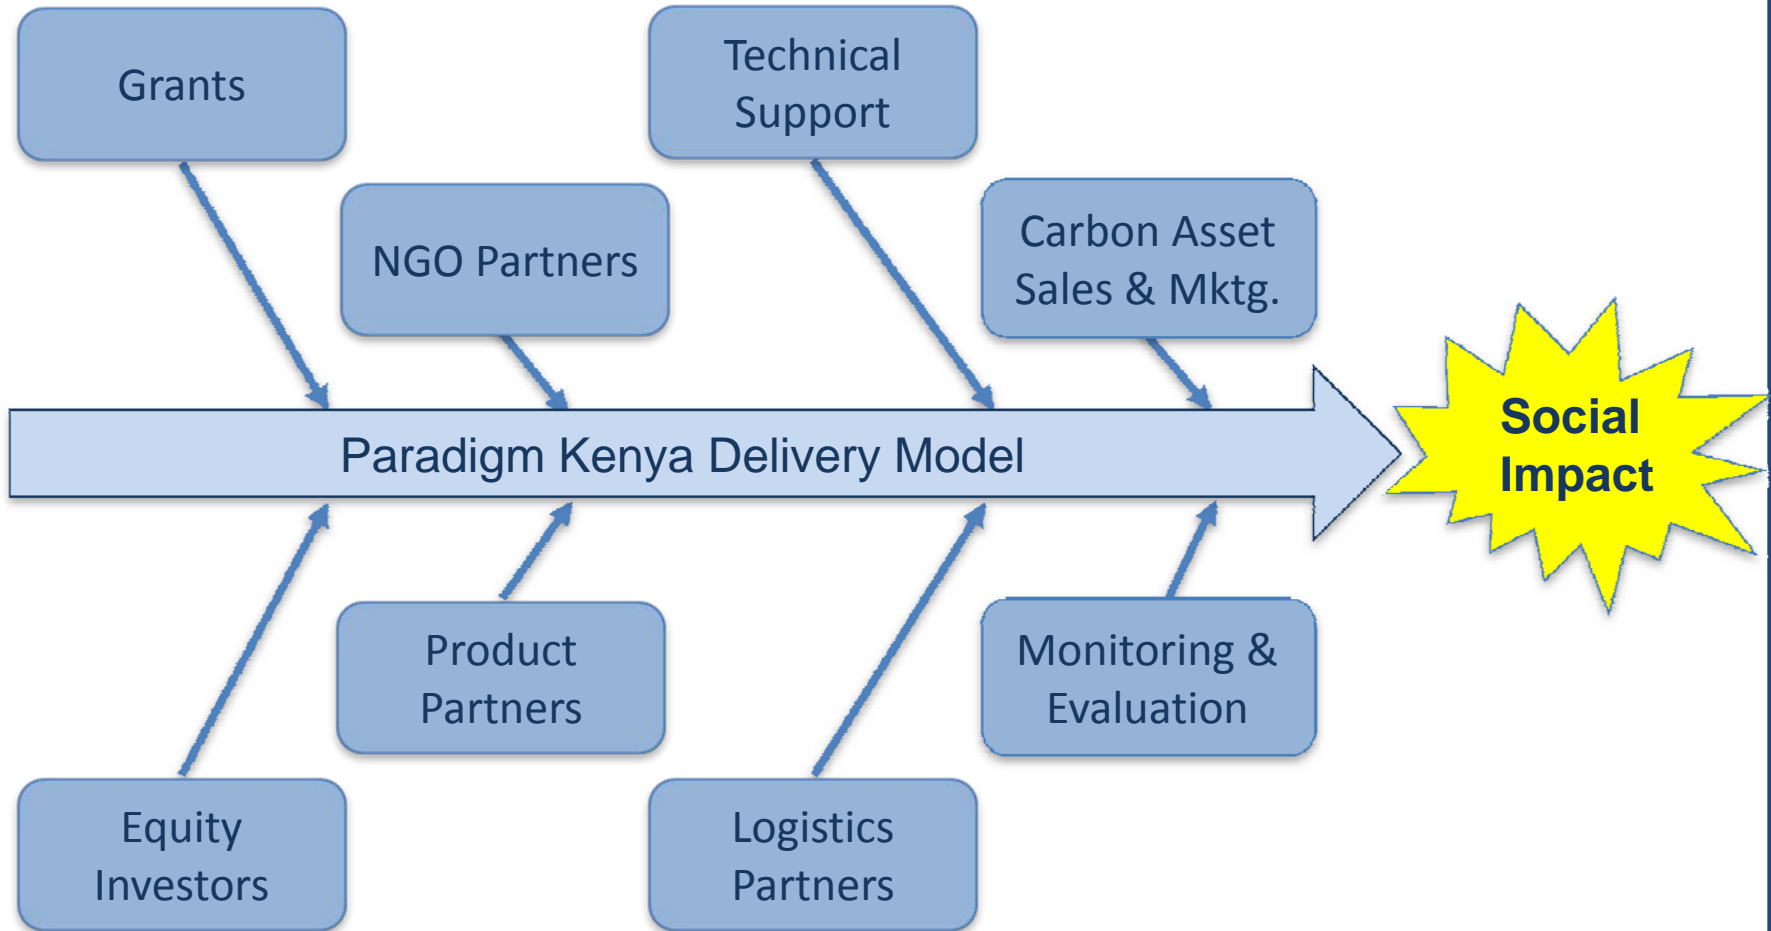 Grants
Technical
Support
NGO Partners
Carbon Asset
Sales & Mktg.
Paradigm Kenya Delivery Model
Social
Impact
Product
Partners
Monitoring &
Evaluation
Equity
Investors
Logistics
Partners